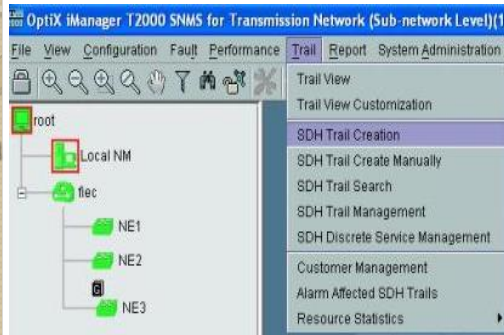 OptiX iManager T2000 SNMS for Transmission Network (Sub-network Level)(1
File View Configuration Fault Performance Trail Report System Administration
root
Local NM
flec
NE1
NE2
G
NE3
Trail View
Trail View Customization
SDH Trail Creation
SDH Trail Create Manually
SDH Trail Search
SDH Trail Management
SDH Discrete Service Management
Customer Management
Alarm Affected SDH Trails
Resource Statistics